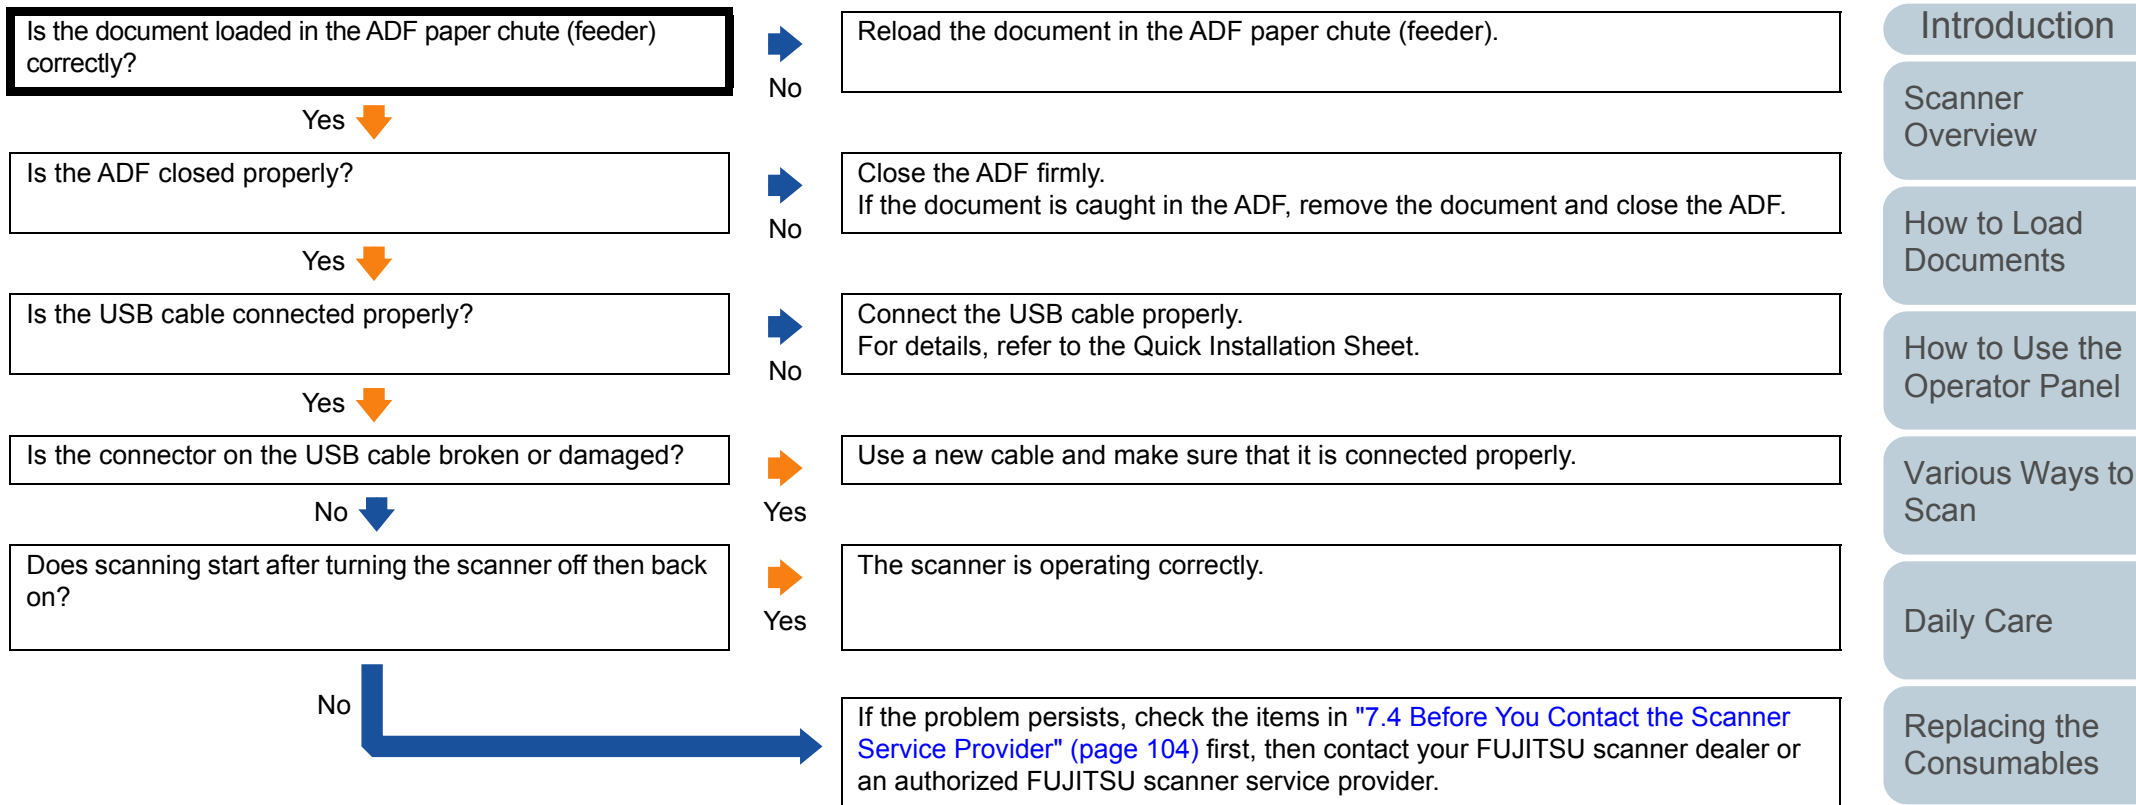 Is the document loaded in the ADF paper chute (feeder)
correctly?
No
Reload the document in the ADF paper chute (feeder).
Yes
Is the ADF closed properly?
No
Close the ADF firmly.
If the document is caught in the ADF, remove the document and close the ADF.
Yes
Is the USB cable connected properly?
No
Connect the USB cable properly.
For details, refer to the Quick Installation Sheet.
Yes
Is the connector on the USB cable broken or damaged?
Yes
Use a new cable and make sure that it is connected properly.
No
Does scanning start after turning the scanner off then back
on?
Yes
The scanner is operating correctly.
No
If the problem persists, check the items in "7.4 Before You Contact the Scanner
Service Provider" (page 104) first, then contact your FUJITSU scanner dealer or
an authorized FUJITSU scanner service provider.
Introduction
Scanner
Overview
How to Load
Documents
How to Use the
Operator Panel
Various Ways to
Scan
Daily Care
Replacing the
Consumables